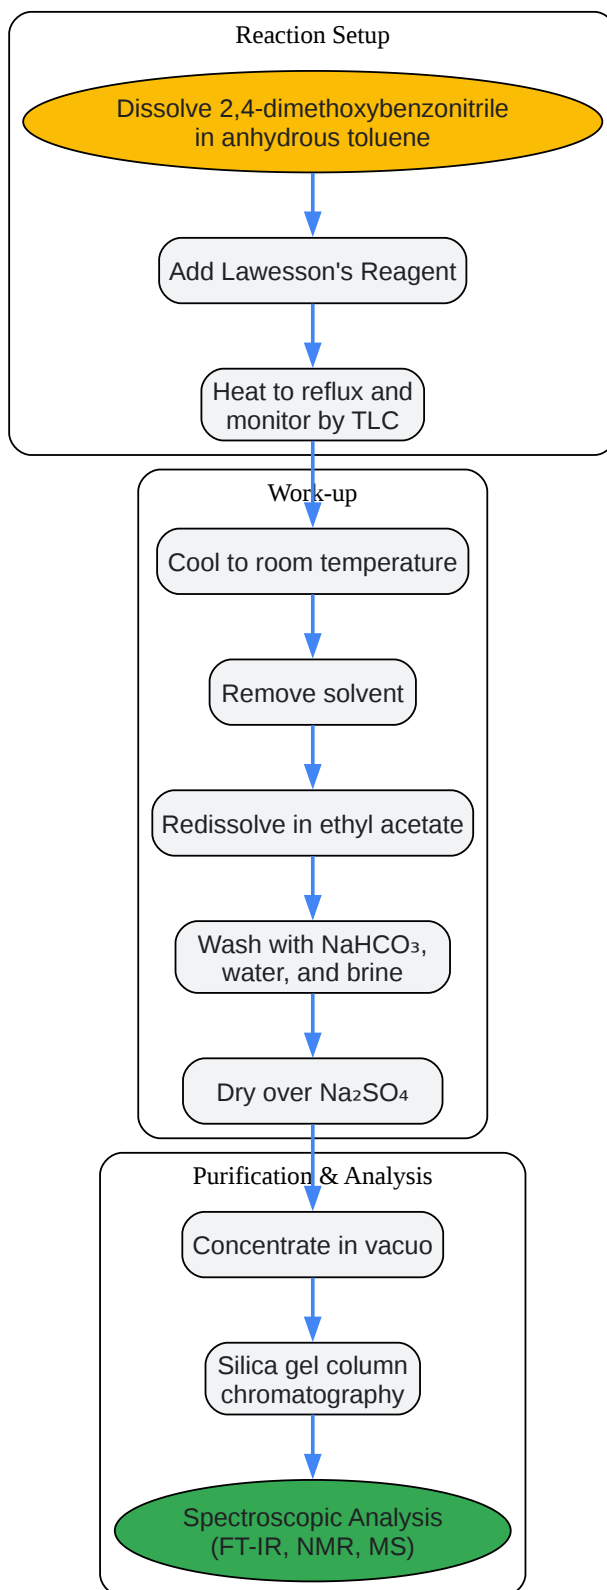 Reaction Setup
Dissolve 2,4-dimethoxybenzonitrile
in anhydrous toluene
Add Lawesson's Reagent
Heat to reflux and
monitor by TLC
Work-up
Cool to room temperature
Remove solvent
Redissolve in ethyl acetate
Wash with NaHCO₃,
water, and brine
Dry over Na₂SO₄
Purification & Analysis
Concentrate in vacuo
Silica gel column
chromatography
Spectroscopic Analysis
(FT-IR, NMR, MS)